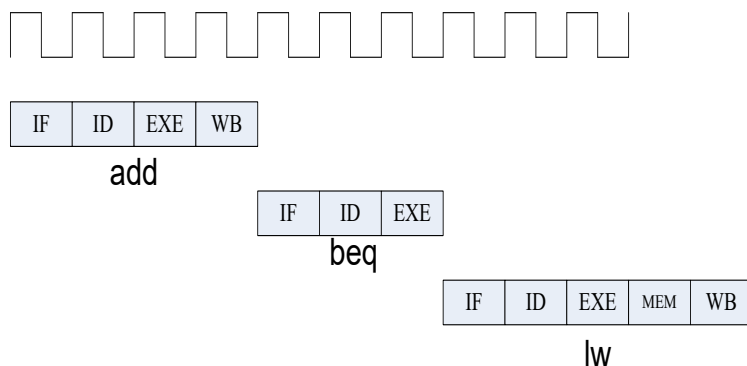 IF ID EXE WB
add
IF ID EXE
beq
IF ID EXE MEM WB
lw